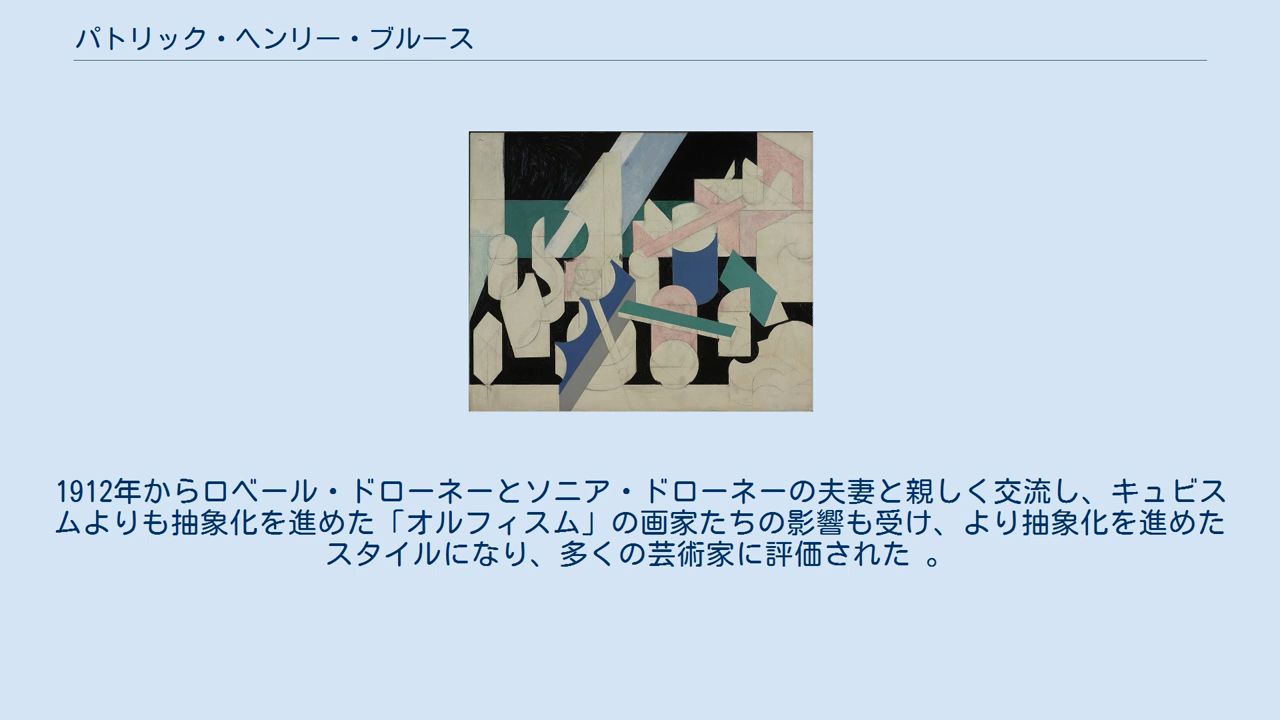 パトリック・ヘンリー・ブルース
1912年からロベール・ドローネーとソニア・ドローネーの夫妻と親しく交流し、キュビス
ムよりも抽象化を進めた「オルフィスム」の画家たちの影響も受け、より抽象化を進めた
スタイルになり、多くの芸術家に評価された 。